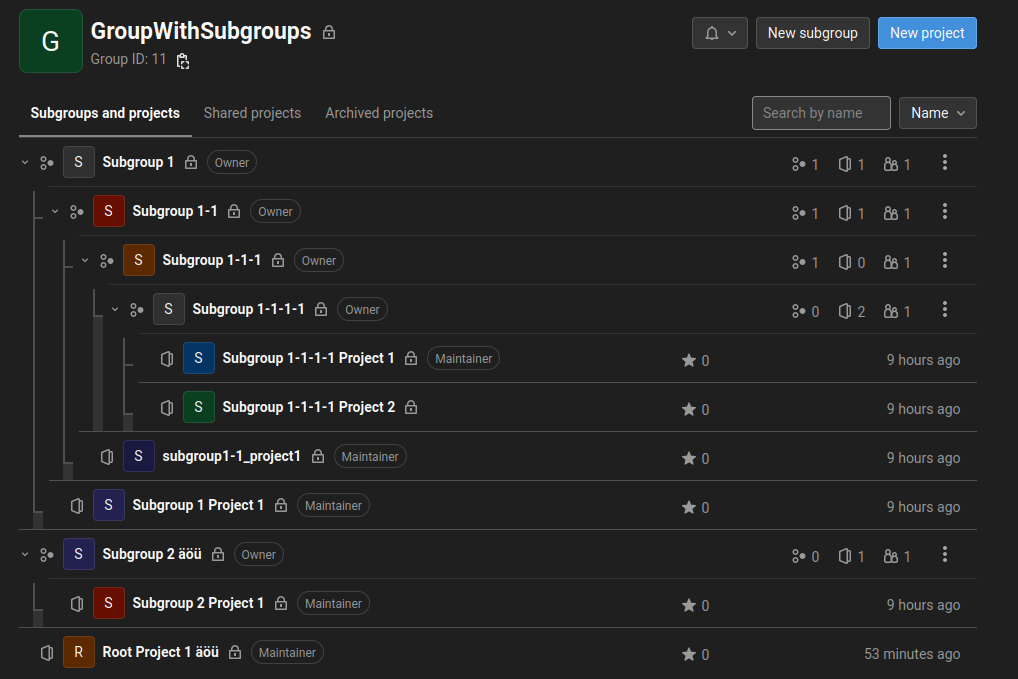 G
GroupWithSubgroups
Group ID: 11
New subgroup
New project
Subgroups and projects Shared projects Archived projects
Search by name
Name
S Subgroup 1 Owner 1 1 1
S Subgroup 1-1 Owner 1 1 1
S Subgroup 1-1-1 Owner 1 0 1
S Subgroup 1-1-1-1 Owner 0 2 1
S Subgroup 1-1-1-1 Project 1 Maintainer 0 9 hours ago
S Subgroup 1-1-1-1 Project 2 0 9 hours ago
S subgroup1-1_project1 Maintainer 0 9 hours ago
S Subgroup 1 Project 1 Maintainer 0 9 hours ago
S Subgroup 2 äöü Owner 0 1 1
S Subgroup 2 Project 1 Maintainer 0 9 hours ago
R Root Project 1 äöü Maintainer 0 53 minutes ago